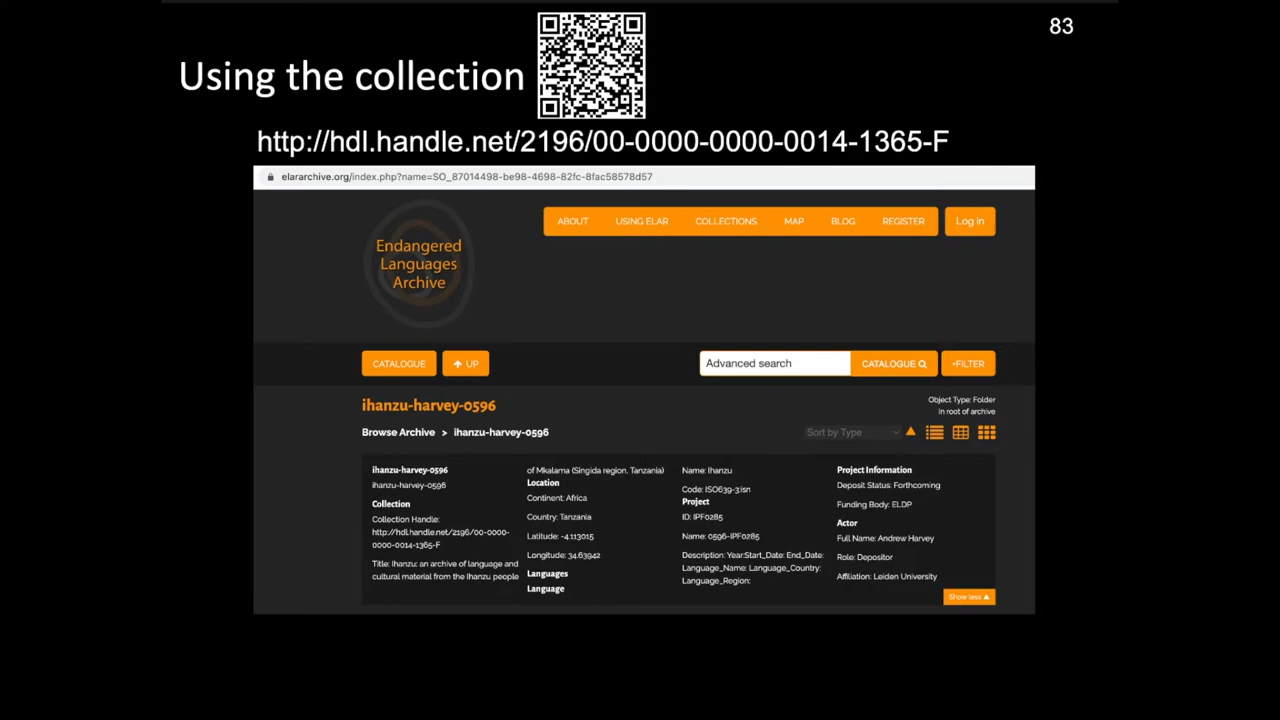 83
Using the collection
http://hdl.handle.net/2196/00-0000-0000-0014-1365-F
elararchive.org/index.php?name=SO_87014498-be98-4698-82fc-8fac58578d57
Endangered
Languages
Archive
ABOUT USING ELAR COLLECTIONS MAP BLOG REGISTER Log in
CATALOGUE UP Advanced search CATALOGUE +FILTER
ihanzu-harvey-0596
Object Type: Folder
In root of archive
Browse Archive > ihanzu-harvey-0596
Sort by Type
ihanzu-harvey-0596
ihanzu-harvey-0596
Collection
Collection Handle:
http://hdl.handle.net/2196/00-0000-
0000-0014-1365-F
Title: Ihanzu: an archive of language and
cultural material from the Ihanzu people
of Mkalama (Singida region, Tanzania)
Location
Continent: Africa
Country: Tanzania
Latitude: -4.113015
Longitude: 34.63942
Languages
Language
Name: Ihanzu
Code: ISO639-3:isn
Project
ID: IPF0285
Name: 0596-IPF0285
Description: Year:Start_Date: End_Date:
Language_Name: Language_Country:
Language_Region:
Project Information
Deposit Status: Forthcoming
Funding Body: ELDP
Actor
Full Name: Andrew Harvey
Role: Depositor
Affiliation: Leiden University
Show less